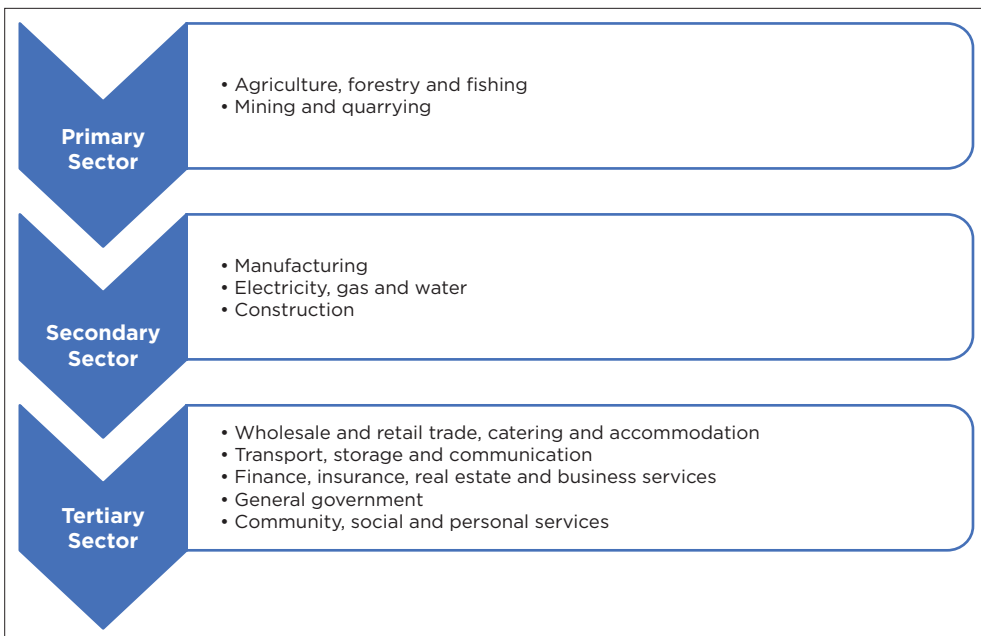 Primary
Sector
• Agriculture, forestry and fishing
• Mining and quarrying
Secondary
Sector
• Manufacturing
• Electricity, gas and water
• Construction
Tertiary
Sector
• Wholesale and retail trade, catering and accommodation
• Transport, storage and communication
• Finance, insurance, real estate and business services
• General government
• Community, social and personal services